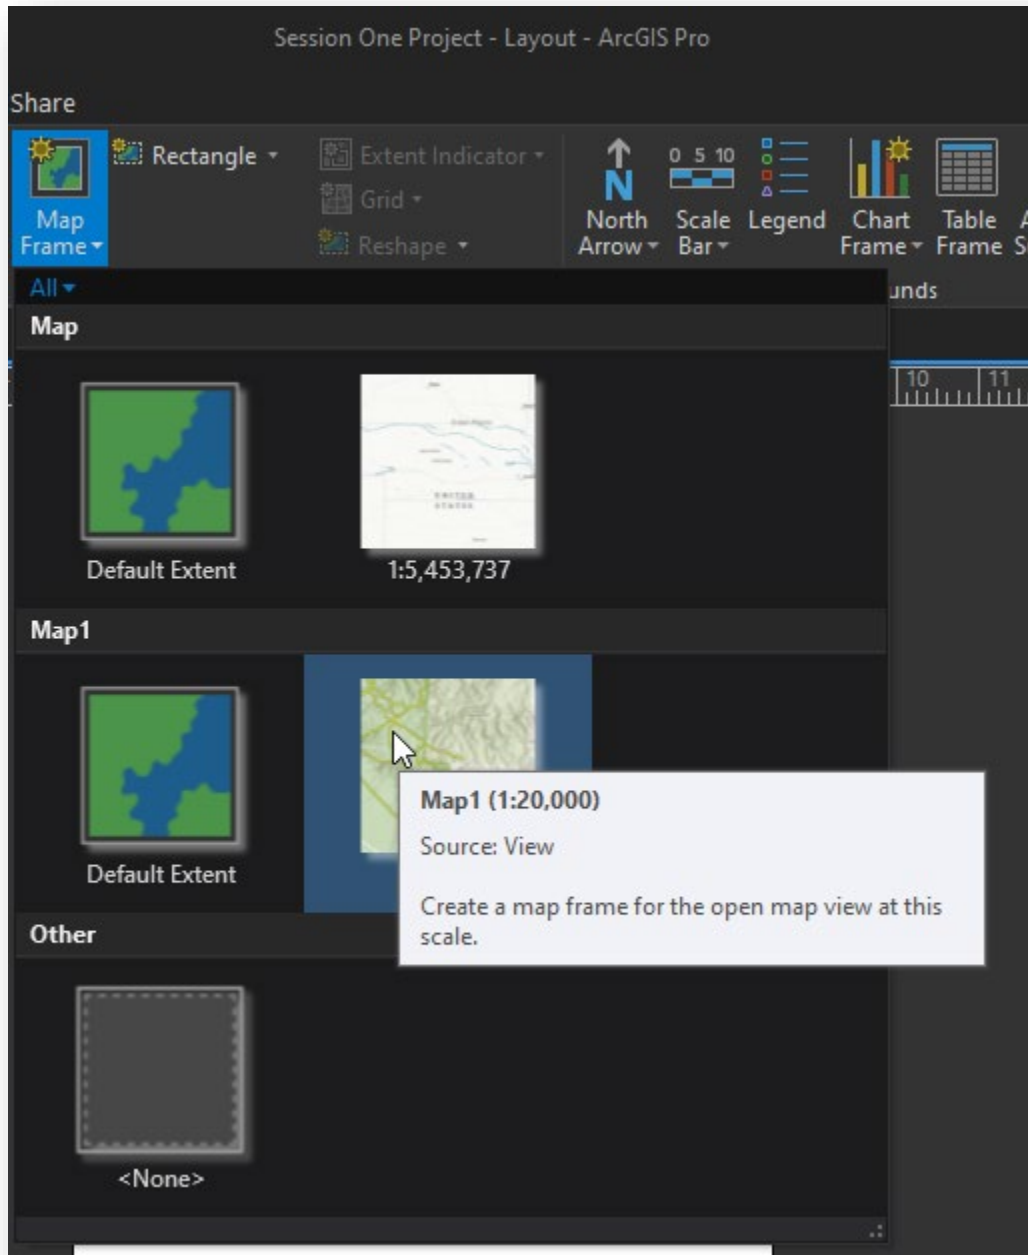 Session One Project - Layout - ArcGIS Pro
Share
Map
Frame
Rectangle
Extent Indicator
Grid
Reshape
North
Arrow
0 5 10
Scale
Bar
Legend
Chart
Frame
Table
Frame
N
All
unds
10 11
Map
UNITED
STATES
Default Extent
1:5,453,737
Map1
Default Extent
Map1 (1:20,000)
Source: View
Create a map frame for the open map view at this
scale.
Other
<None>